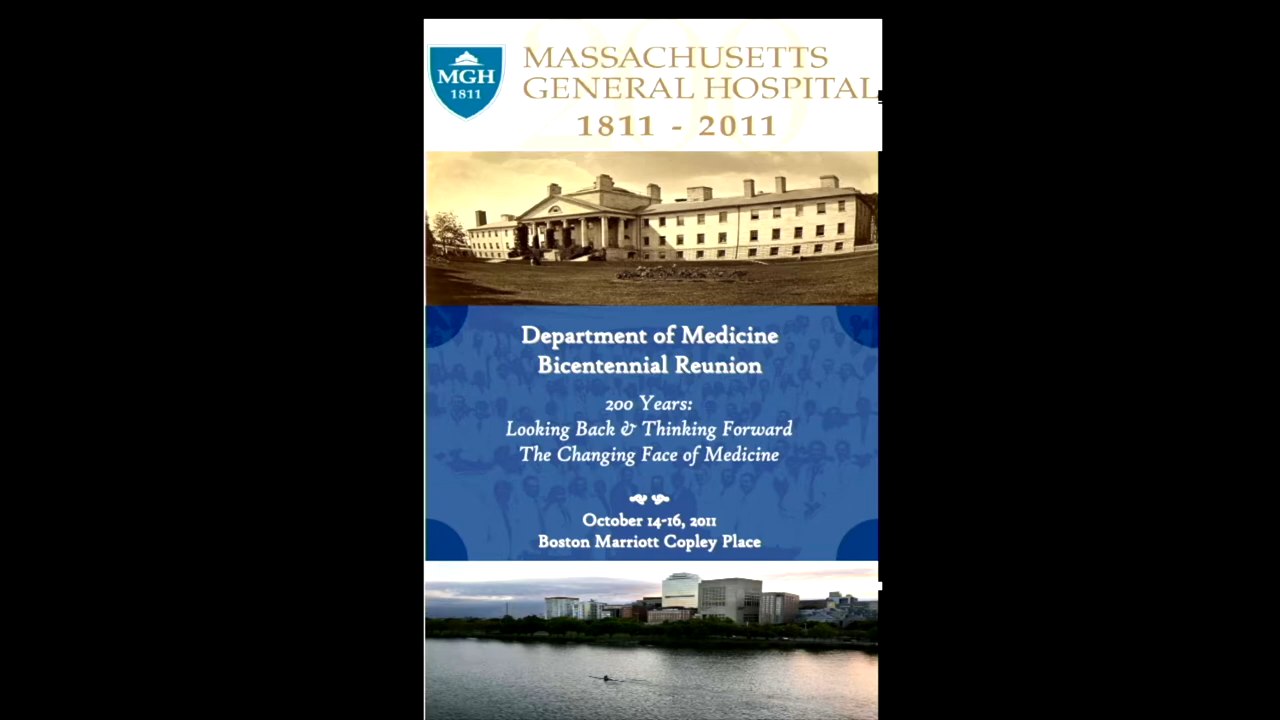 MGH
1811
MASSACHUSETTS
GENERAL HOSPITAL
1811 - 2011
Department of Medicine
Bicentennial Reunion
200 Years:
Looking Back & Thinking Forward
The Changing Face of Medicine
October 14-16, 2011
Boston Marriott Copley Place